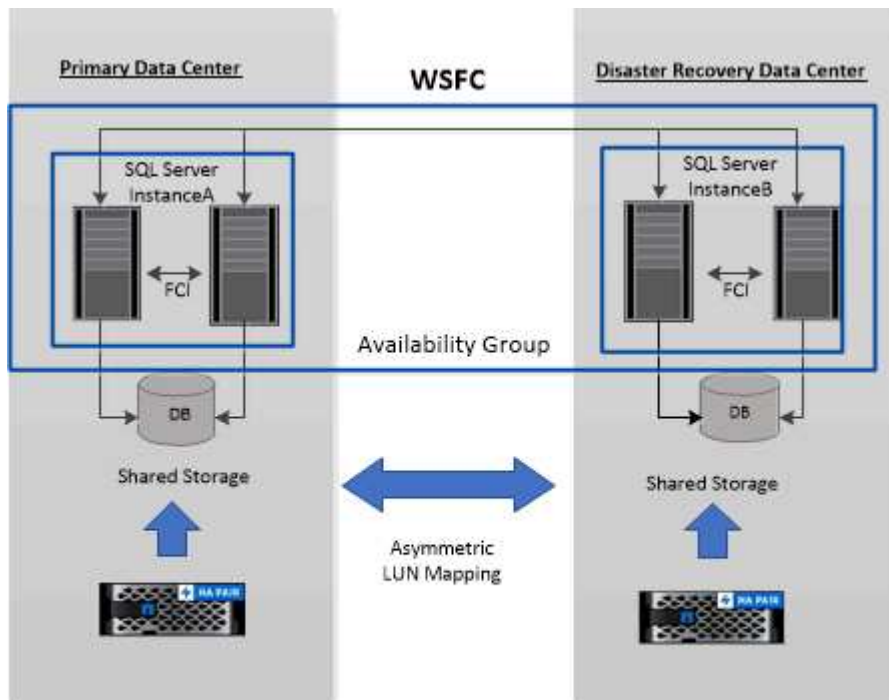 Primary Data Center
WSFC
Disaster Recovery Data Center
SQL Server
InstanceA
SQL Server
InstanceB
FCI
FCI
Availability Group
DB
DB
Shared Storage
Shared Storage
Asymmetric
LUN Mapping
HA PAIR
HA PAIR